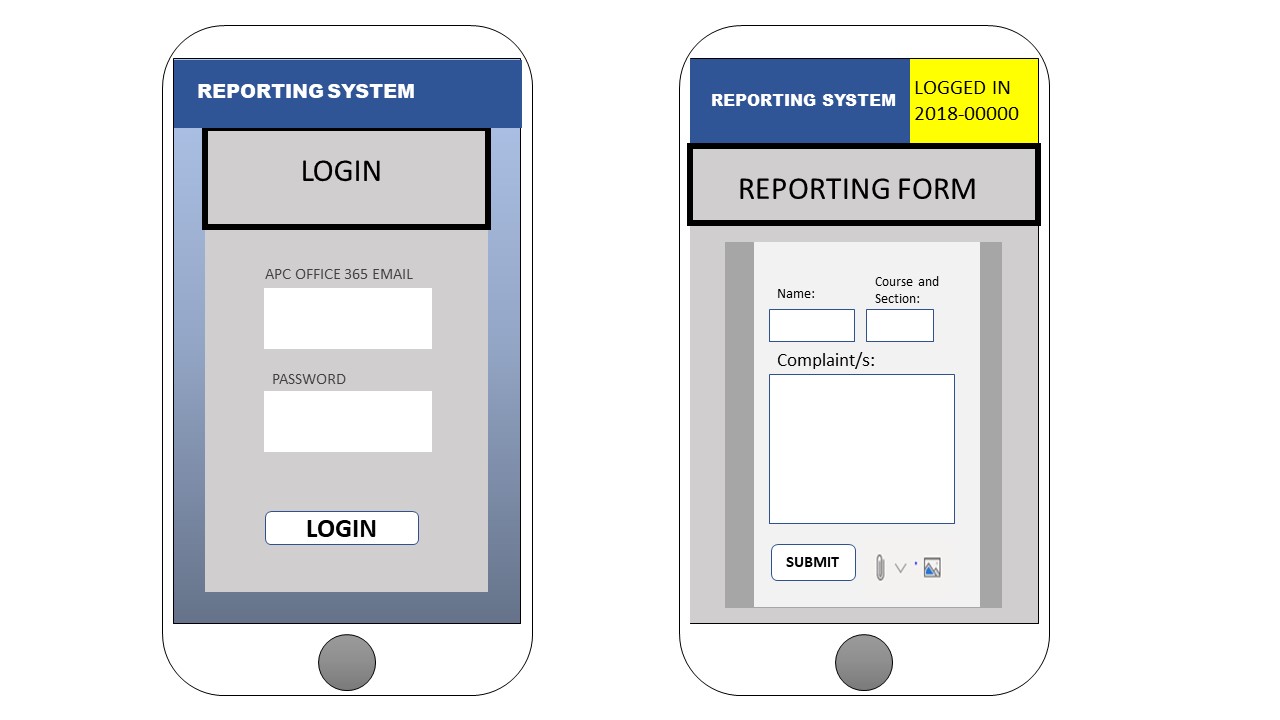 REPORTING SYSTEM
LOGIN
APC OFFICE 365 EMAIL
PASSWORD
LOGIN
REPORTING SYSTEM
LOGGED IN
2018-00000
REPORTING FORM
Name:
Course and
Section:
Complaint/s:
SUBMIT